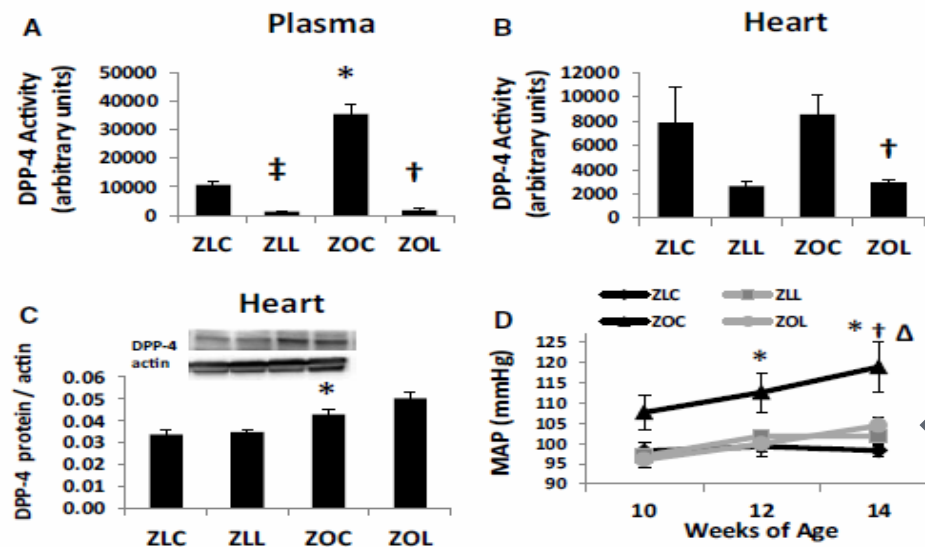 A
Plasma
DPP-4 Activity
(arbitrary units)
50000
40000
30000
20000
10000
0
*
‡
†
ZLC ZLL ZOC ZOL
B
Heart
DPP-4 Activity
(arbitrary units)
12000
10000
8000
6000
4000
2000
0
†
ZLC ZLL ZOC ZOL
C
Heart
DPP-4
actin
DPP-4 protein / actin
0.06
0.05
0.04
0.03
0.02
0.01
0.00
*
ZLC ZLL ZOC ZOL
D
ZLC ZLL
ZOC ZOL
MAP (mmHg)
125
120
115
110
105
100
95
90
*
* † Δ
10 12 14
Weeks of Age